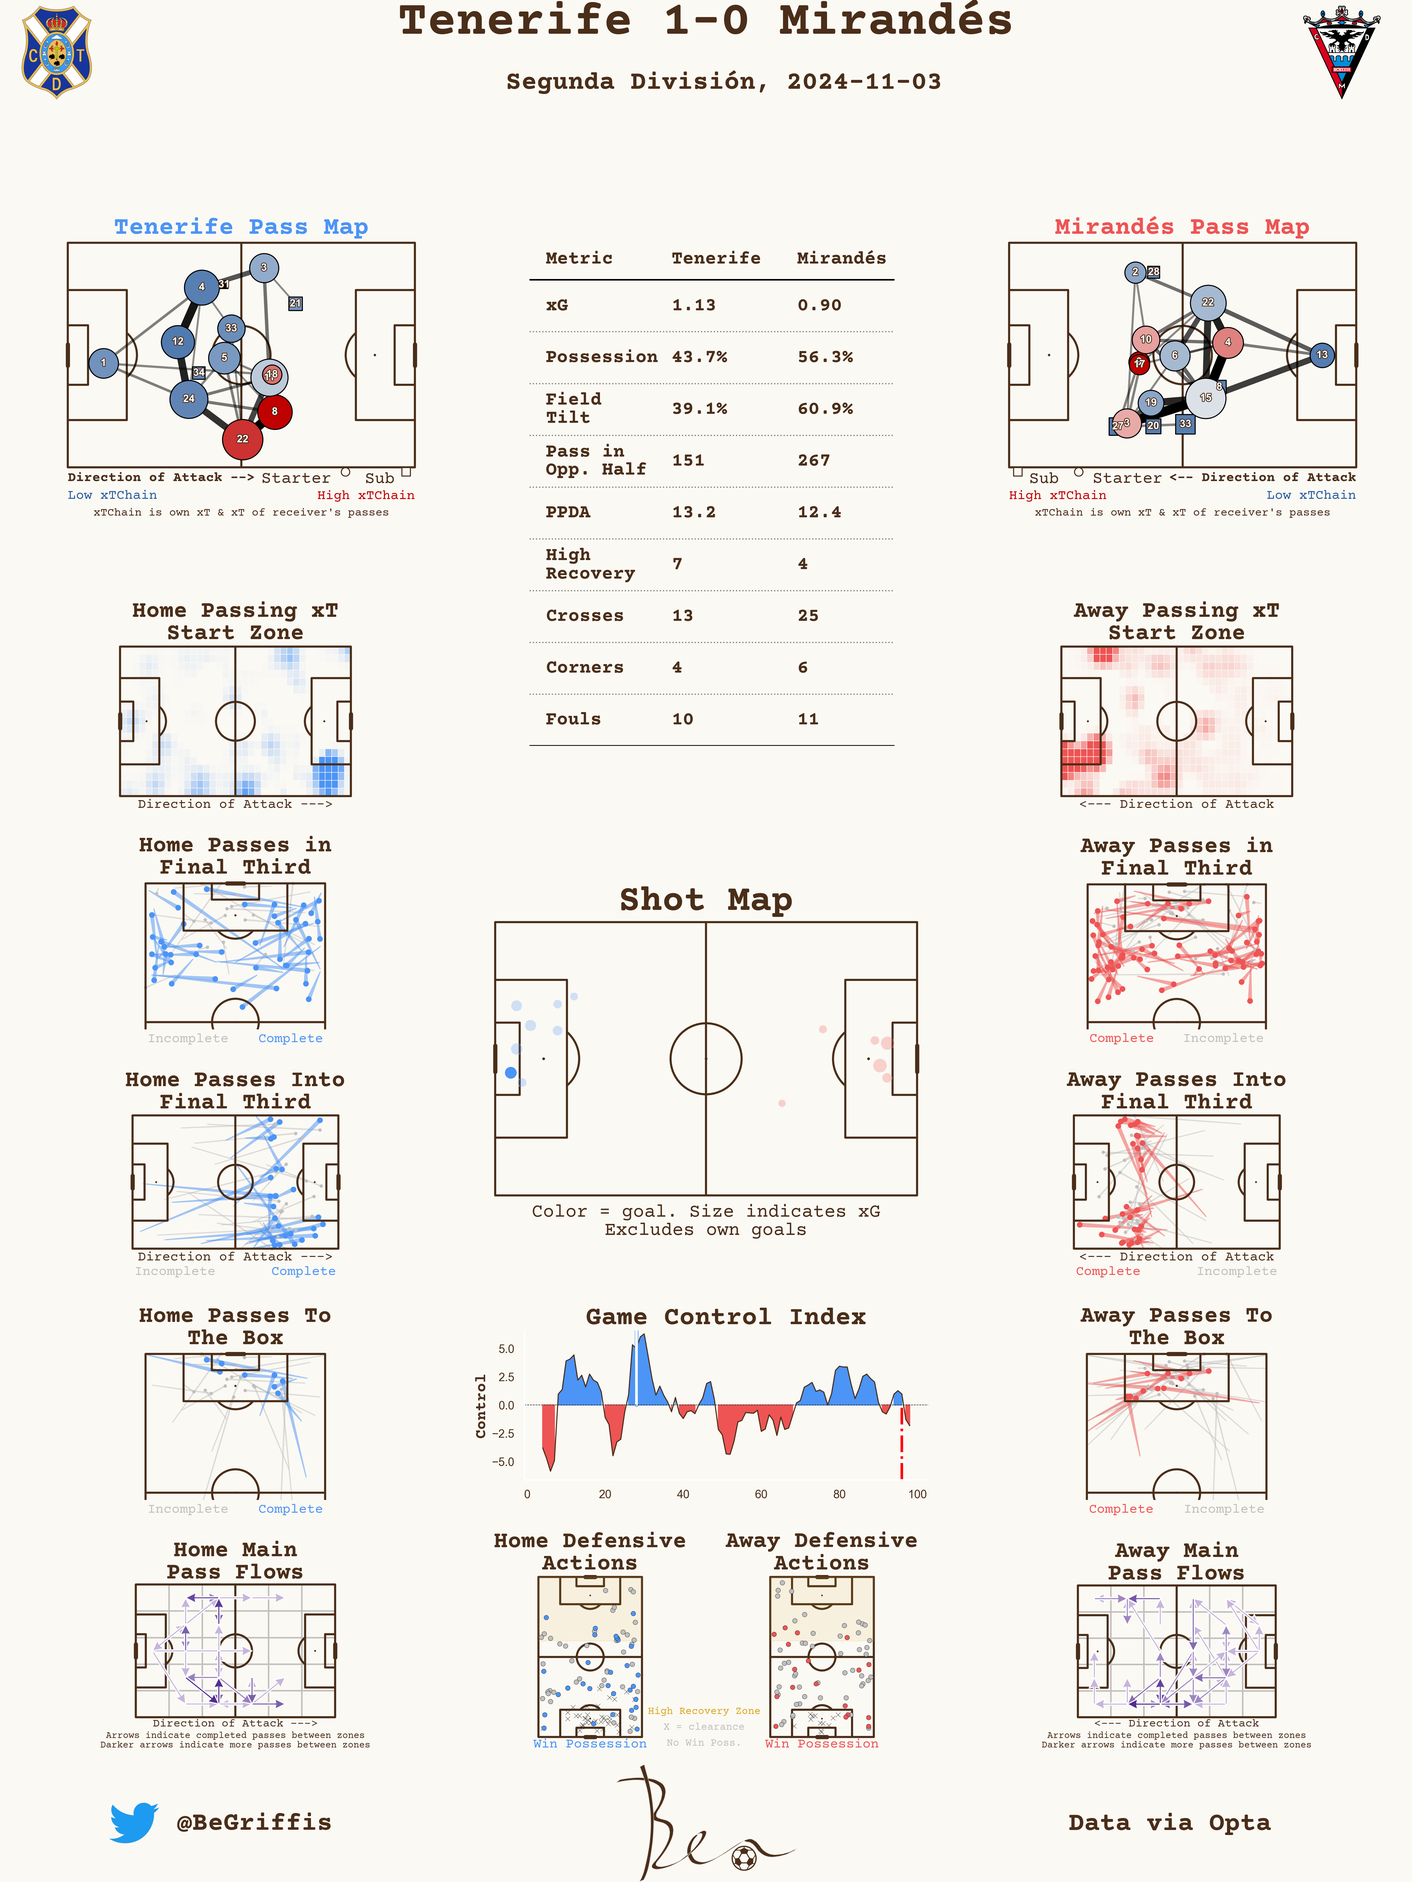 Tenerife 1-0 Mirandés
Segunda División, 2024-11-03
C T
D
C D
M
Tenerife Pass Map
3
4
31
21
33
12
5
1
34
18
24
8
22
Direction of Attack --> Starter Sub
Low xTChain High xTChain
xTChain is own xT & xT of receiver's passes
Metric Tenerife Mirandés
xG 1.13 0.90
Possession 43.7% 56.3%
Field
Tilt 39.1% 60.9%
Pass in
Opp. Half 151 267
PPDA 13.2 12.4
High
Recovery 7 4
Crosses 13 25
Corners 4 6
Fouls 10 11
Mirandés Pass Map
2 28
22
10
4
6
13
17
8
15
19
27 3 20 33
Sub Starter <-- Direction of Attack
High xTChain Low xTChain
xTChain is own xT & xT of receiver's passes
Home Passing xT
Start Zone
Direction of Attack --->
Away Passing xT
Start Zone
<--- Direction of Attack
Home Passes in
Final Third
Incomplete Complete
Shot Map
Color = goal. Size indicates xG
Excludes own goals
Away Passes in
Final Third
Complete Incomplete
Home Passes Into
Final Third
Direction of Attack --->
Incomplete Complete
Away Passes Into
Final Third
<--- Direction of Attack
Complete Incomplete
Home Passes To
The Box
Incomplete Complete
Game Control Index
Control
5.0
2.5
0.0
−2.5
−5.0
0 20 40 60 80 100
Away Passes To
The Box
Complete Incomplete
Home Main
Pass Flows
Direction of Attack --->
Arrows indicate completed passes between zones
Darker arrows indicate more passes between zones
Home Defensive
Actions
Win Possession
High Recovery Zone
X = clearance
No Win Poss.
Away Defensive
Actions
Win Possession
Away Main
Pass Flows
<--- Direction of Attack
Arrows indicate completed passes between zones
Darker arrows indicate more passes between zones
@BeGriffis
Data via Opta